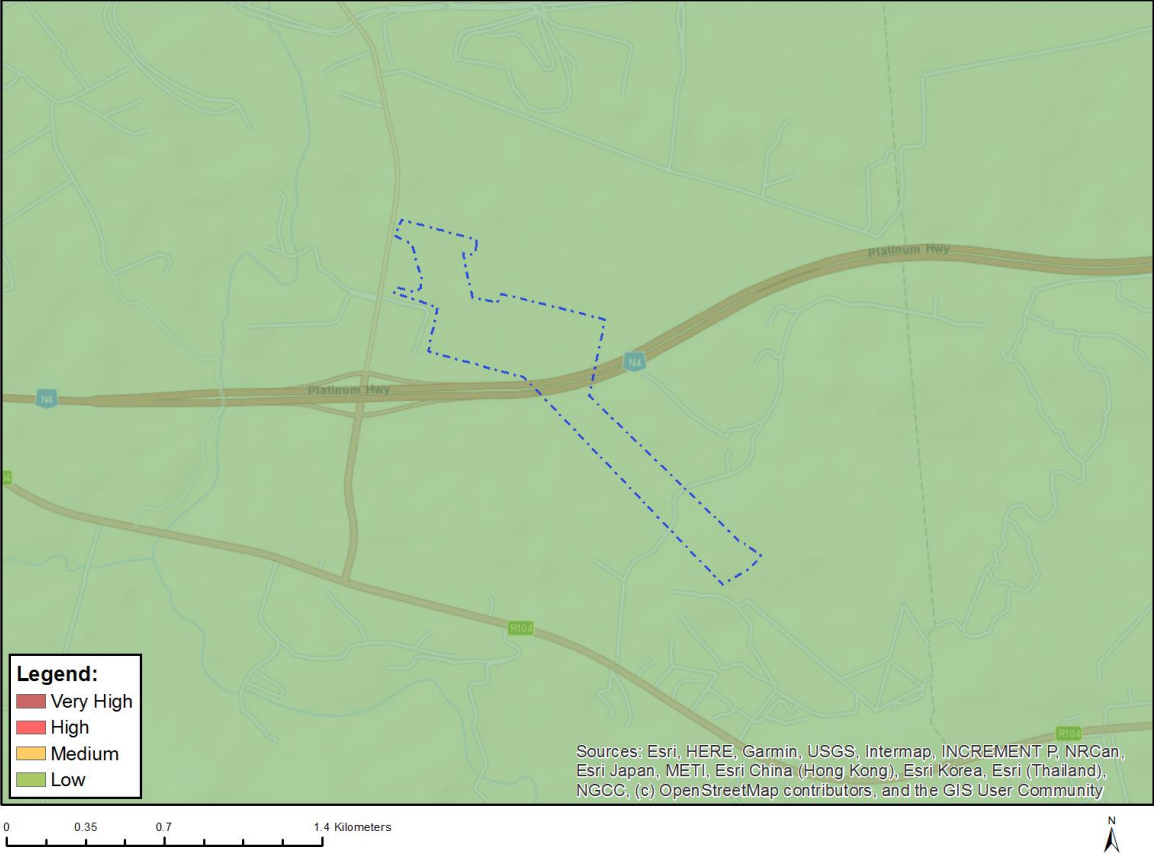 Platinum Hwy
N4
Platinum Hwy
N4
R104
R104
Legend:
Very High
High
Medium
Low
Sources: Esri, HERE, Garmin, USGS, Intermap, INCREMENT P, NRCan,
Esri Japan, METI, Esri China (Hong Kong), Esri Korea, Esri (Thailand),
NGCC, (c) OpenStreetMap contributors, and the GIS User Community
0 0.35 0.7 1.4 Kilometers
N